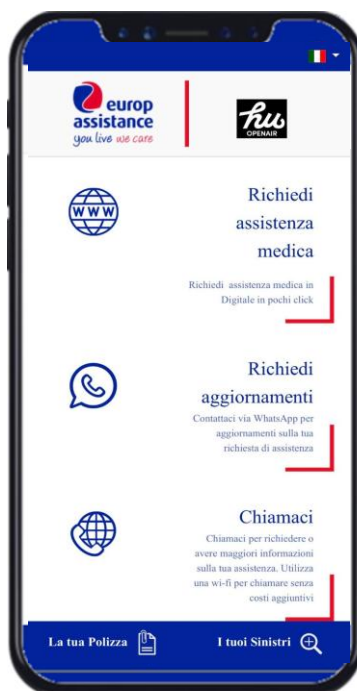 europ
assistance
you live we care
hu
OPENAIR
WWW
Richiedi
assistenza
medica
Richiedi assistenza medica in
Digitale in pochi click
Richiedi
aggiornamenti
Contattaci via WhatsApp per
aggiornamenti sulla tua
richiesta di assistenza
Chiamaci
Chiamaci per richiedere o
avere maggiori informazioni
sulla tua assistenza. Utilizza
una wi-fi per chiamare senza
costi aggiuntivi
La tua Polizza
I tuoi Sinistri